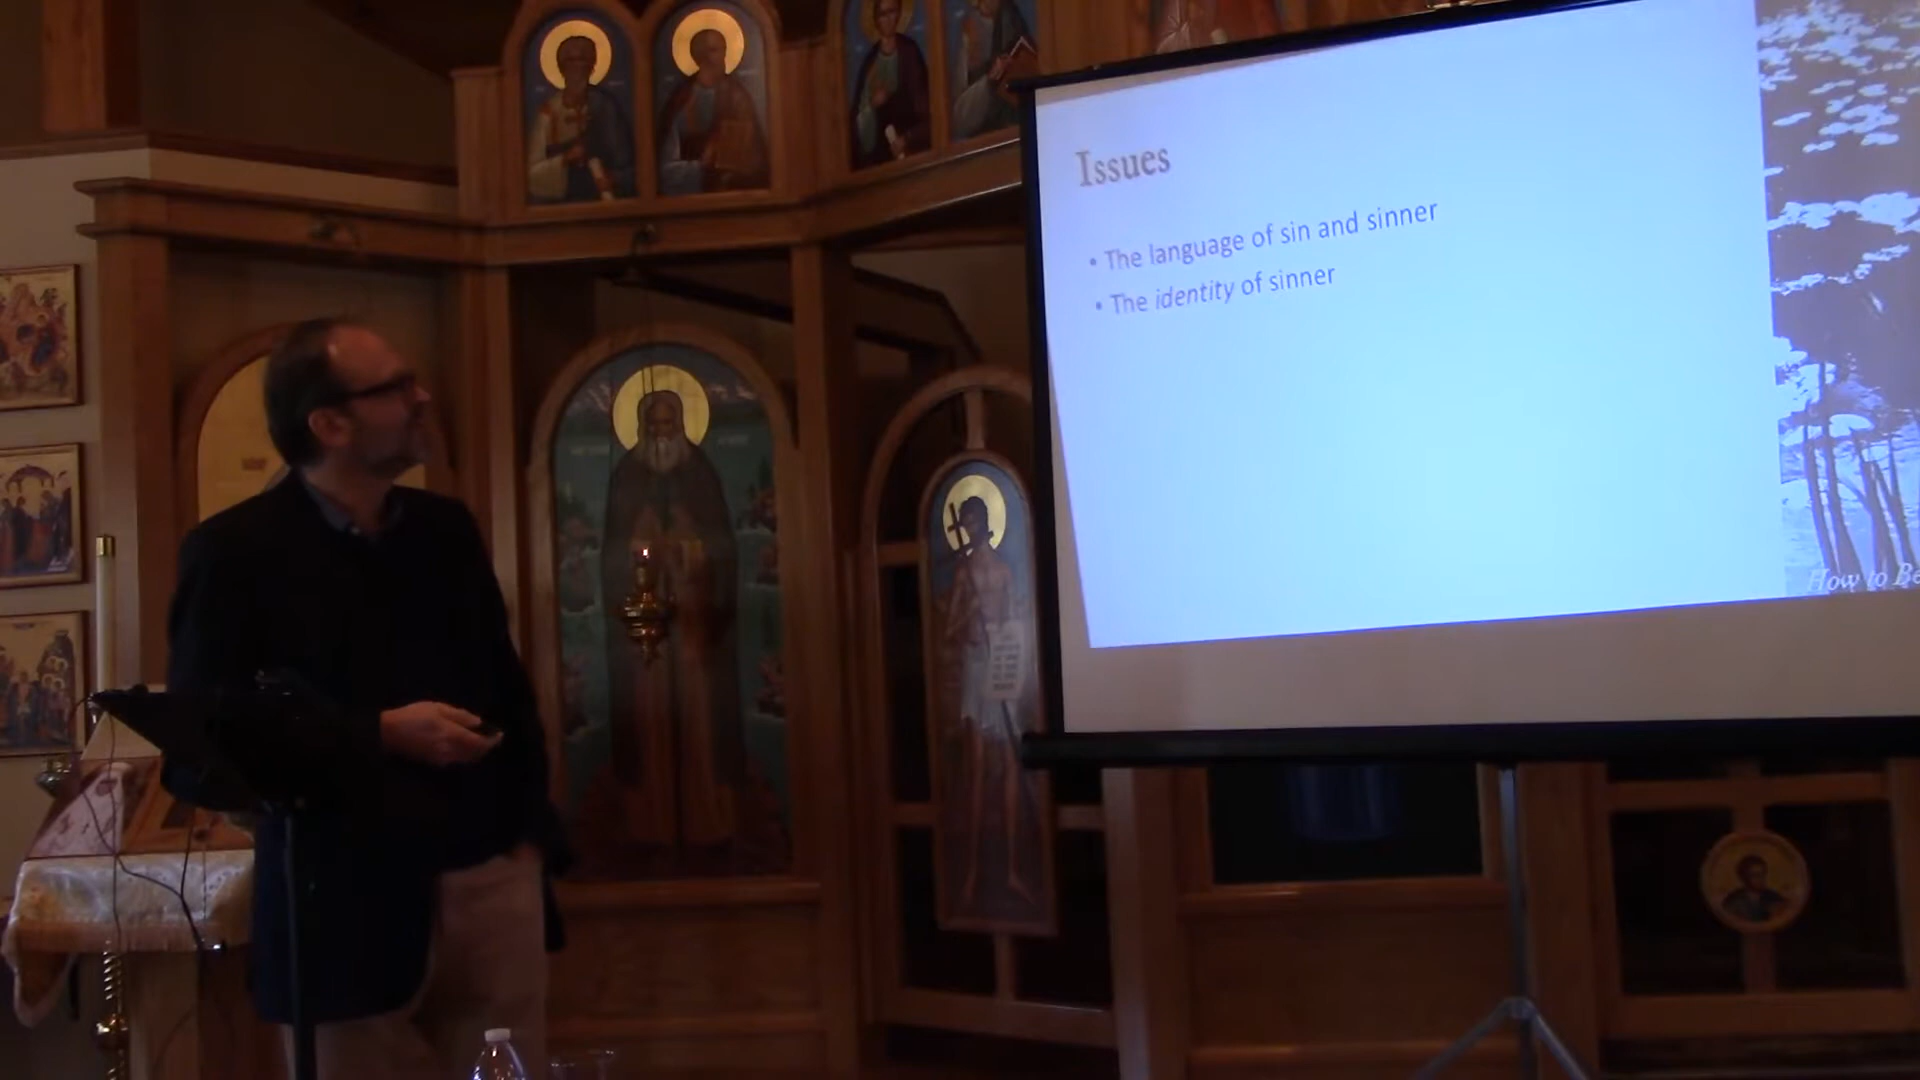 Issues
• The language of sin and sinner
• The identity of sinner
How to Be